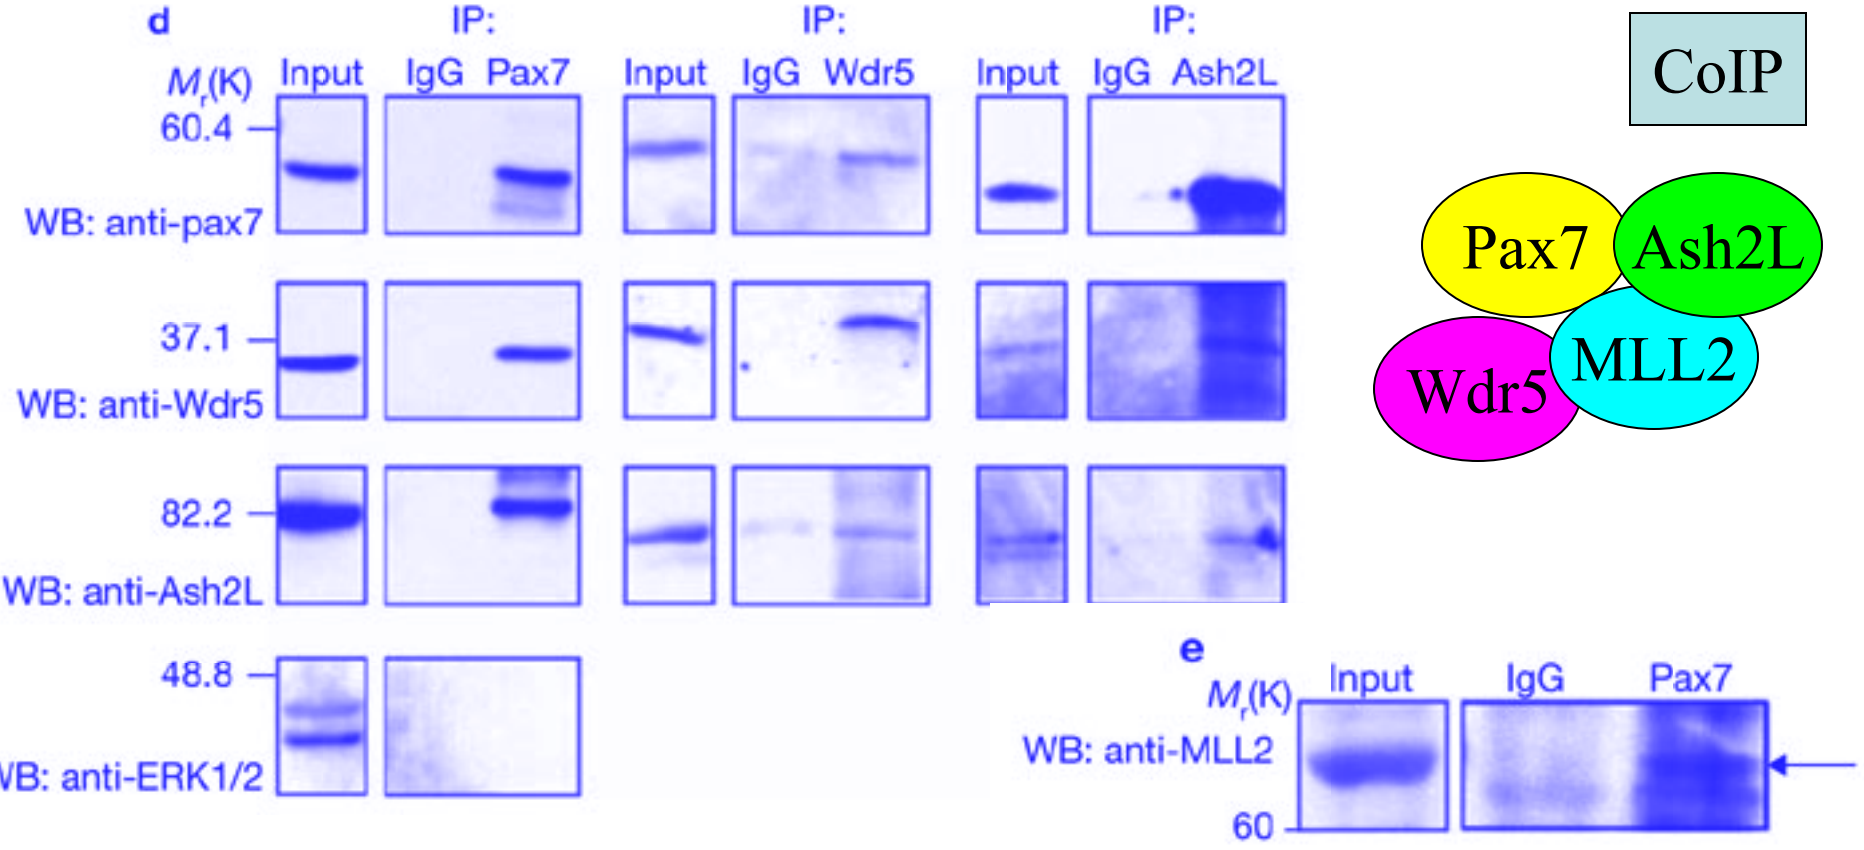 d IP: IP: IP:
M_r(K) Input IgG Pax7 Input IgG Wdr5 Input IgG Ash2L
60.4
WB: anti-pax7
37.1
WB: anti-Wdr5
82.2
WB: anti-Ash2L
48.8
WB: anti-ERK1/2
CoIP
Pax7 Ash2L
Wdr5 MLL2
e
M_r(K) Input IgG Pax7
WB: anti-MLL2
60